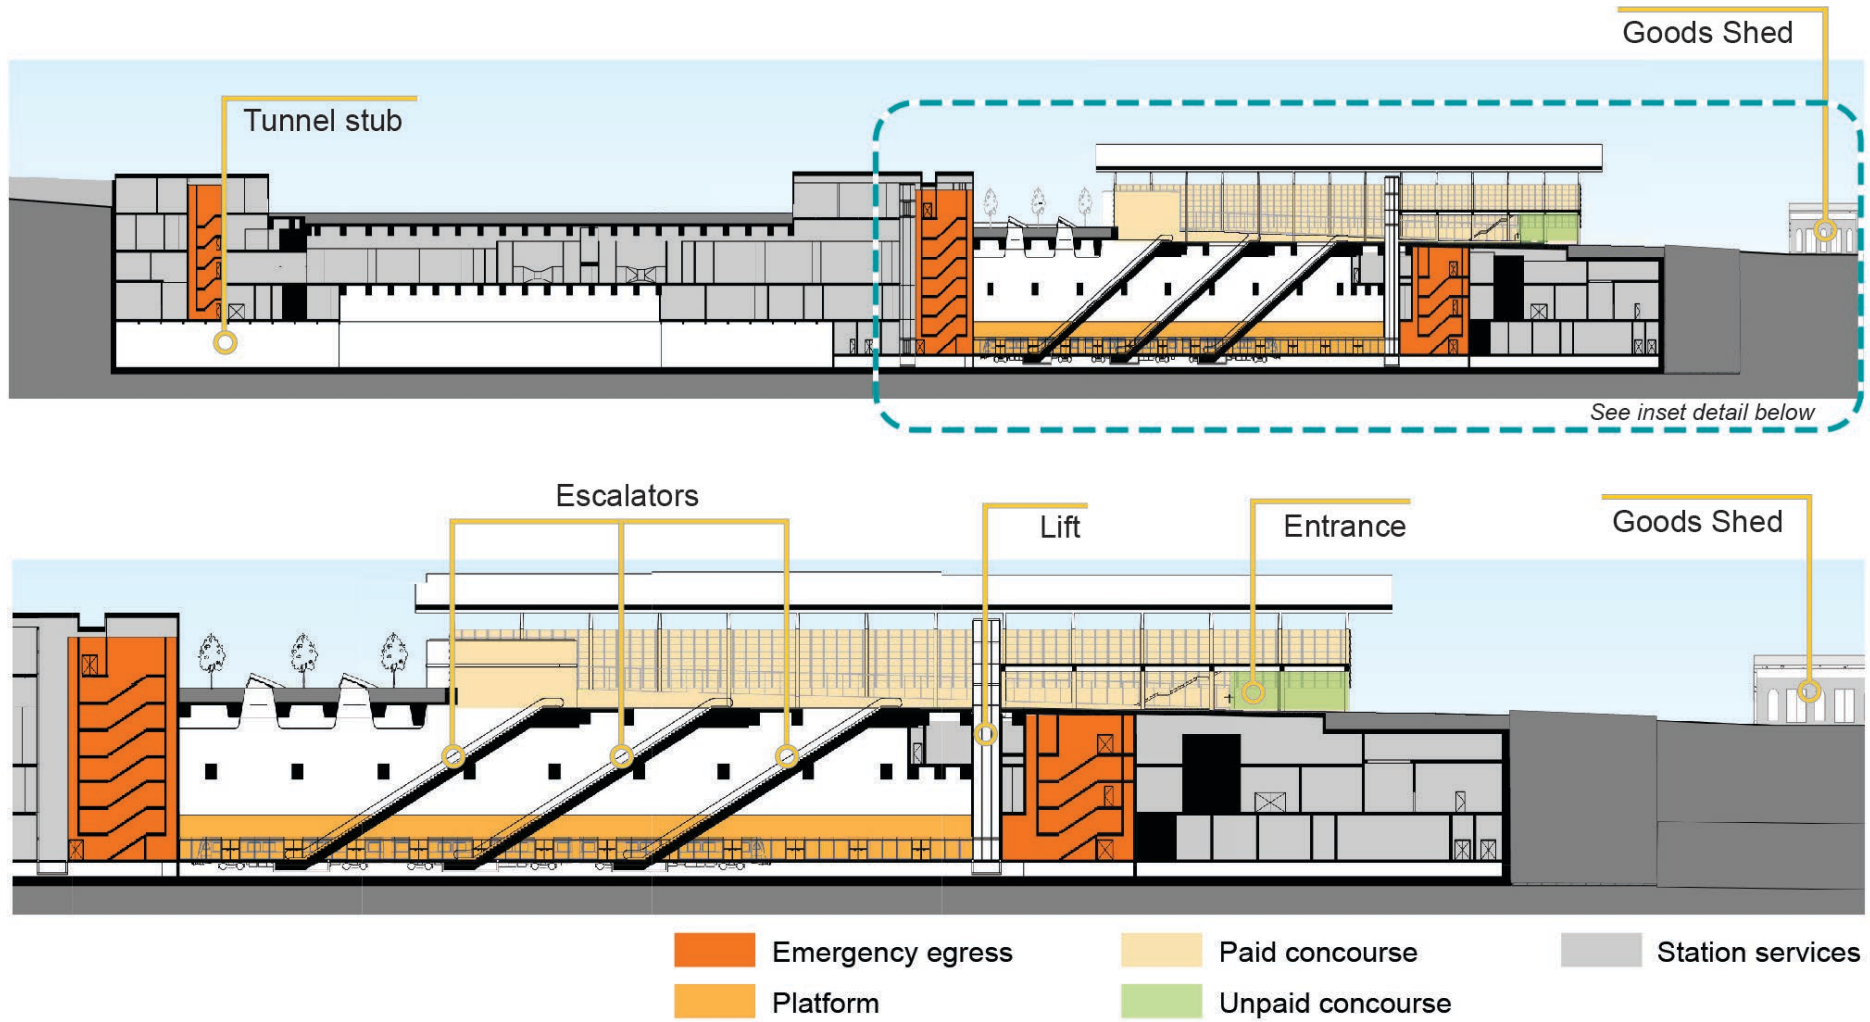 Goods Shed
Tunnel stub
See inset detail below
Escalators
Lift
Entrance
Goods Shed
Emergency egress
Paid concourse
Station services
Platform
Unpaid concourse